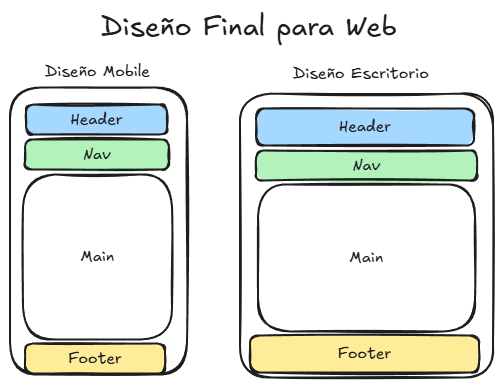 Diseño Final para Web
Diseño Mobile
Header
Nav
Main
Footer
Diseño Escritorio
Header
Nav
Main
Footer